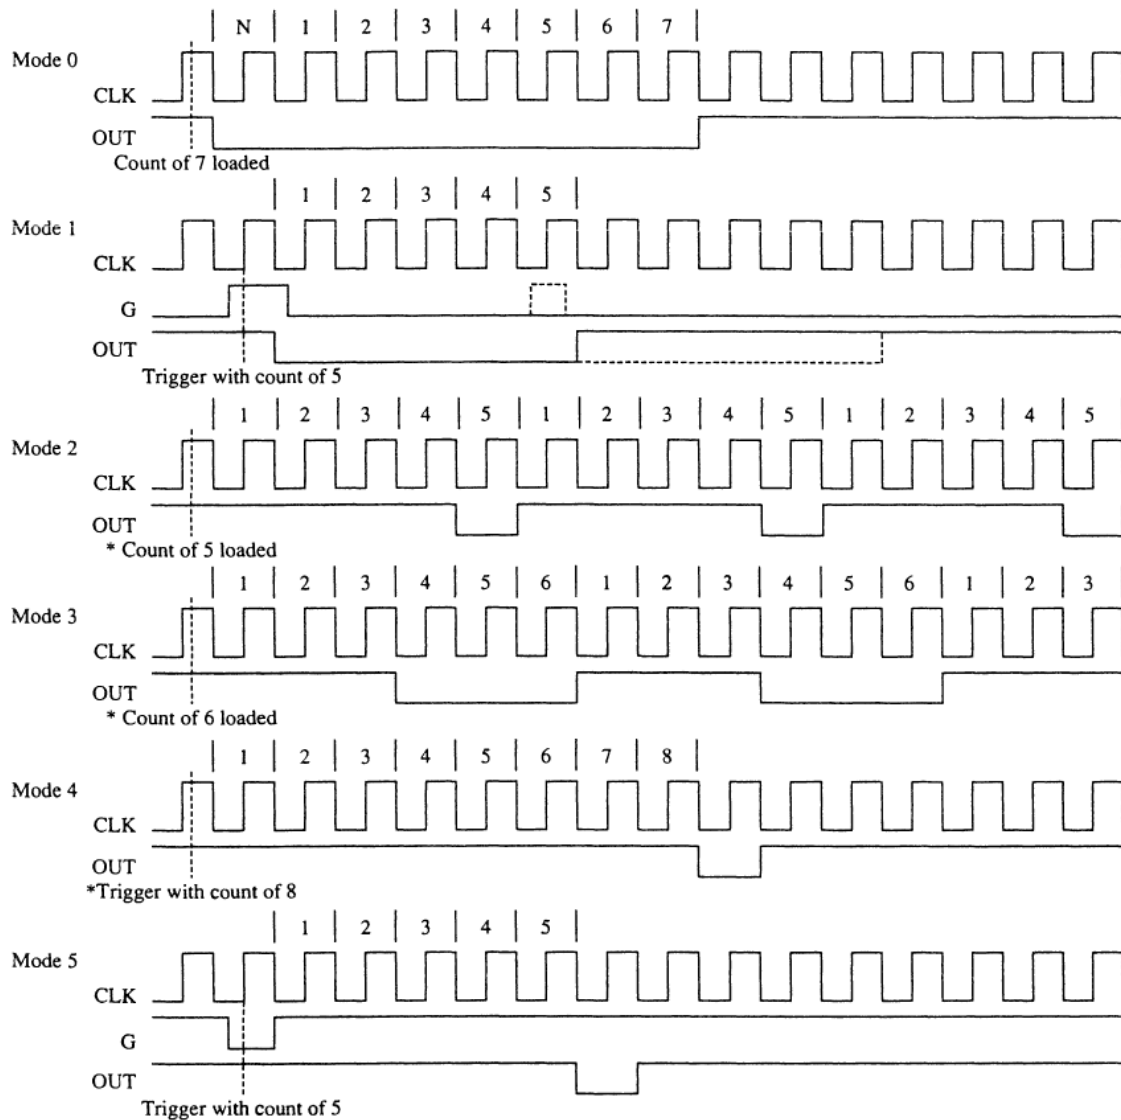 N 1 2 3 4 5 6 7
Mode 0
CLK
OUT
Count of 7 loaded
1 2 3 4 5
Mode 1
CLK
G
OUT
Trigger with count of 5
1 2 3 4 5 1 2 3 4 5 1 2 3 4 5
Mode 2
CLK
OUT
* Count of 5 loaded
1 2 3 4 5 6 1 2 3 4 5 6 1 2 3
Mode 3
CLK
OUT
* Count of 6 loaded
1 2 3 4 5 6 7 8
Mode 4
CLK
OUT
*Trigger with count of 8
1 2 3 4 5
Mode 5
CLK
G
OUT
Trigger with count of 5